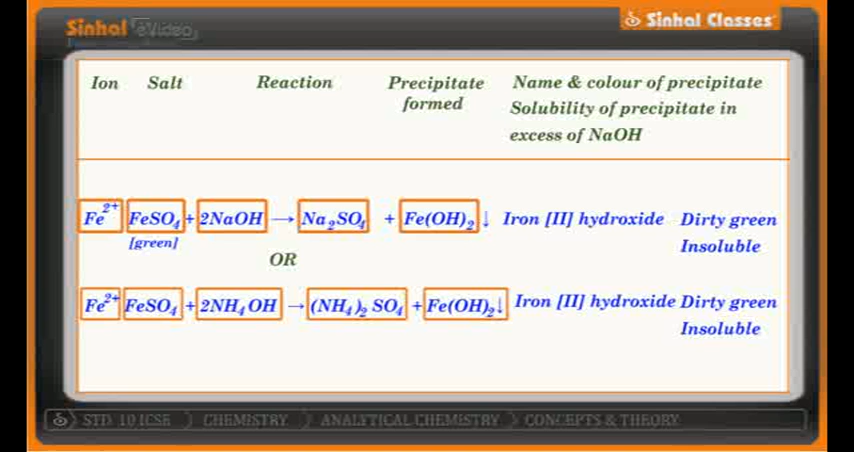 Sinhal eVideo
Sinhal Classes
Ion Salt Reaction Precipitate formed Name & colour of precipitate
Solubility of precipitate in
excess of NaOH
Fe²⁺ FeSO₄ + 2NaOH → Na₂SO₄ + Fe(OH)₂ ↓ Iron [II] hydroxide Dirty green
[green] Insoluble
OR
Fe²⁺ FeSO₄ + 2NH₄OH → (NH₄)₂ SO₄ + Fe(OH)₂↓ Iron [II] hydroxide Dirty green
Insoluble
STD 10 ICSE CHEMISTRY ANALYTICAL CHEMISTRY CONCEPTS & THEORY